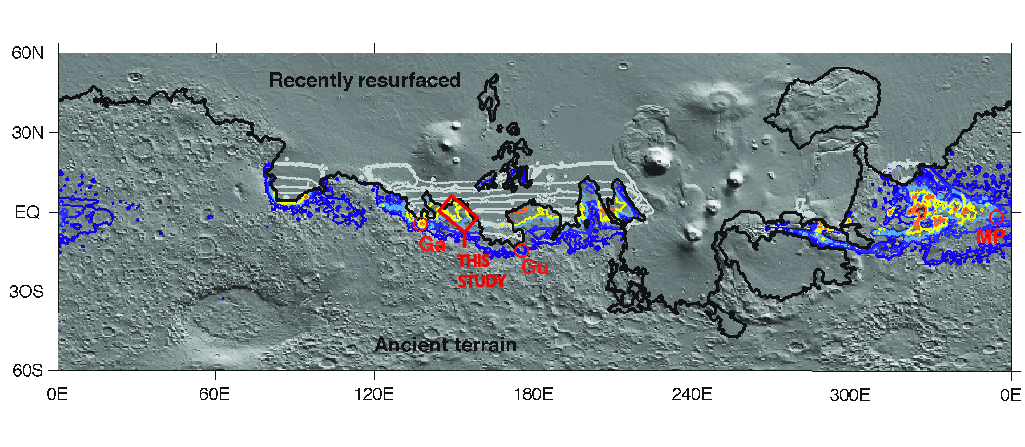 60N
Recently resurfaced
30N
EQ
Ga
THIS
STUDY
Gu
MP
30S
Ancient terrain
60S
0E
60E
120E
180E
240E
300E
0E